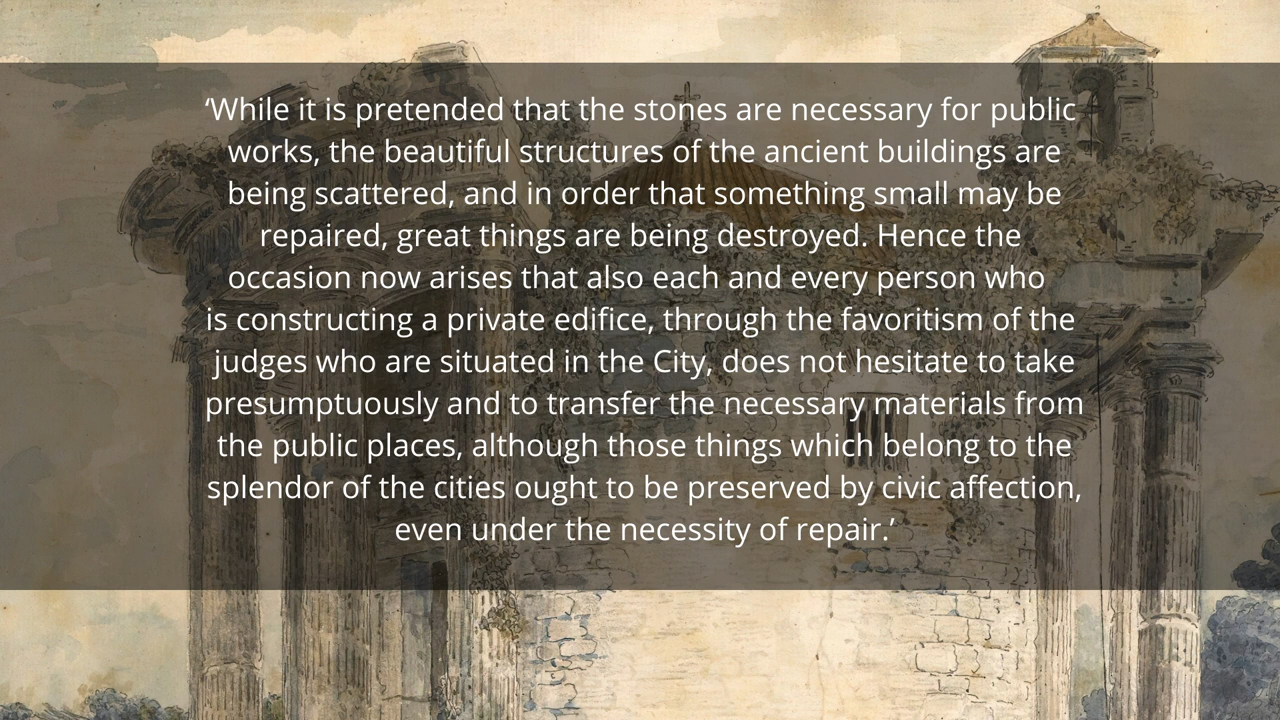 ‘While it is pretended that the stones are necessary for public
works, the beautiful structures of the ancient buildings are
being scattered, and in order that something small may be
repaired, great things are being destroyed. Hence the
occasion now arises that also each and every person who
is constructing a private edifice, through the favoritism of the
judges who are situated in the City, does not hesitate to take
presumptuously and to transfer the necessary materials from
the public places, although those things which belong to the
splendor of the cities ought to be preserved by civic affection,
even under the necessity of repair.’